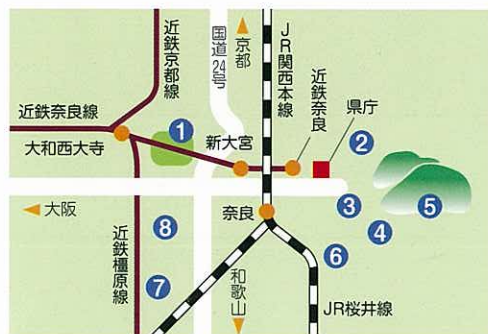 近鉄京都線
国道24号
京都
JR関西本線
近鉄奈良
県庁
近鉄奈良線
大和西大寺
1
新大宮
2
大阪
奈良
3
4
5
6
近鉄橿原線
8
7
和歌山
JR桜井線